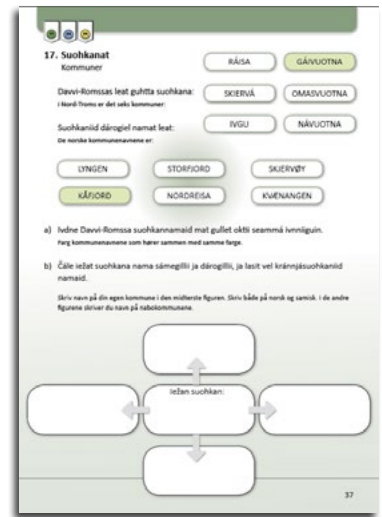 17. Suohkanat
Kommuner
RÁISA
GÁIVUOTNA
Davvi-Romssas leat guhtta suohkana:
I Nord-Troms er det seks kommuner:
SKIERVÁ
OMASVUOTNA
Suohkaniid dárogiel namat leat:
De norske kommunenavnene er:
IVGU
NÁVUOTNA
LYNGEN
STORFJORD
SKJERVØY
KÅFJORD
NORDREISA
KVÆNANGEN
a) Ivdne Davvi-Romssa suohkannamaid mat gullet oktii seammá ivnniiguin.
Farg kommunenavnene som hører sammen med samme farge.
b) Čále iežat suohkana nama sámegillii ja dárogillii, ja lasit vel kránnjásuohkaniid
namaid.
Skriv navn på din egen kommune i den midterste figuren. Skriv både på norsk og samisk. I de andre
figurene skriver du navn på nabokommunene.
Iežan suohkan:
37